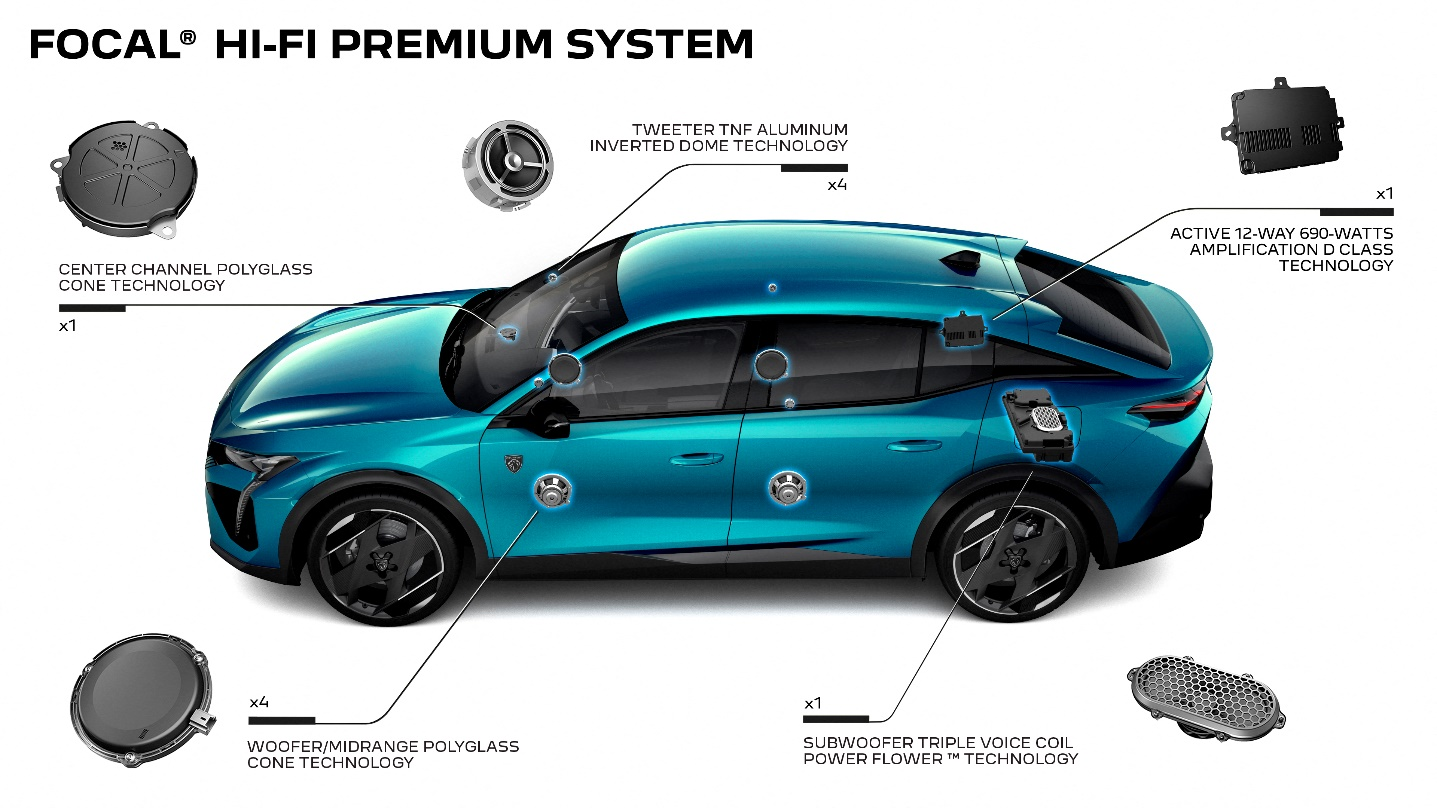 FOCAL® HI-FI PREMIUM SYSTEM
TWEETER TNF ALUMINUM
INVERTED DOME TECHNOLOGY
x4
x1
ACTIVE 12-WAY 690-WATTS
AMPLIFICATION D CLASS
TECHNOLOGY
CENTER CHANNEL POLYGLASS
CONE TECHNOLOGY
x1
x4
WOOFER/MIDRANGE POLYGLASS
CONE TECHNOLOGY
x1
SUBWOOFER TRIPLE VOICE COIL
POWER FLOWER ™ TECHNOLOGY